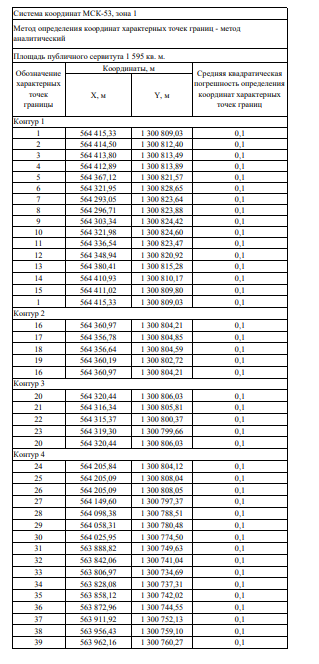 Система координат МСК-53, зона 1
Метод определения координат характерных точек границ - метод
аналитический
Площадь публичного сервитута 1 595 кв. м.
Обозначение характерных точек границы Координаты, м Средняя квадратическая погрешность определения координат характерных точек границ
X, м Y, м
Контур 1
1 564 415,33 1 300 809,03 0,1
2 564 414,50 1 300 812,40 0,1
3 564 413,80 1 300 813,49 0,1
4 564 412,89 1 300 813,89 0,1
5 564 367,12 1 300 821,57 0,1
6 564 321,95 1 300 828,65 0,1
7 564 293,05 1 300 823,64 0,1
8 564 296,71 1 300 823,88 0,1
9 564 303,34 1 300 824,42 0,1
10 564 321,98 1 300 824,60 0,1
11 564 336,54 1 300 823,47 0,1
12 564 348,94 1 300 820,92 0,1
13 564 380,41 1 300 815,28 0,1
14 564 410,93 1 300 810,17 0,1
15 564 411,02 1 300 809,80 0,1
1 564 415,33 1 300 809,03 0,1
Контур 2
16 564 360,97 1 300 804,21 0,1
17 564 356,78 1 300 804,85 0,1
18 564 356,64 1 300 804,59 0,1
19 564 360,19 1 300 802,72 0,1
16 564 360,97 1 300 804,21 0,1
Контур 3
20 564 320,44 1 300 806,03 0,1
21 564 316,34 1 300 805,81 0,1
22 564 315,37 1 300 800,37 0,1
23 564 319,30 1 300 799,66 0,1
20 564 320,44 1 300 806,03 0,1
Контур 4
24 564 205,84 1 300 804,12 0,1
25 564 205,09 1 300 808,04 0,1
26 564 205,09 1 300 808,05 0,1
27 564 149,60 1 300 797,37 0,1
28 564 098,38 1 300 788,51 0,1
29 564 058,31 1 300 780,48 0,1
30 564 025,95 1 300 774,50 0,1
31 563 888,82 1 300 749,63 0,1
32 563 842,06 1 300 741,04 0,1
33 563 806,97 1 300 734,69 0,1
34 563 828,08 1 300 737,31 0,1
35 563 858,12 1 300 742,02 0,1
36 563 872,96 1 300 744,55 0,1
37 563 911,92 1 300 752,13 0,1
38 563 956,43 1 300 759,10 0,1
39 563 962,16 1 300 760,27 0,1